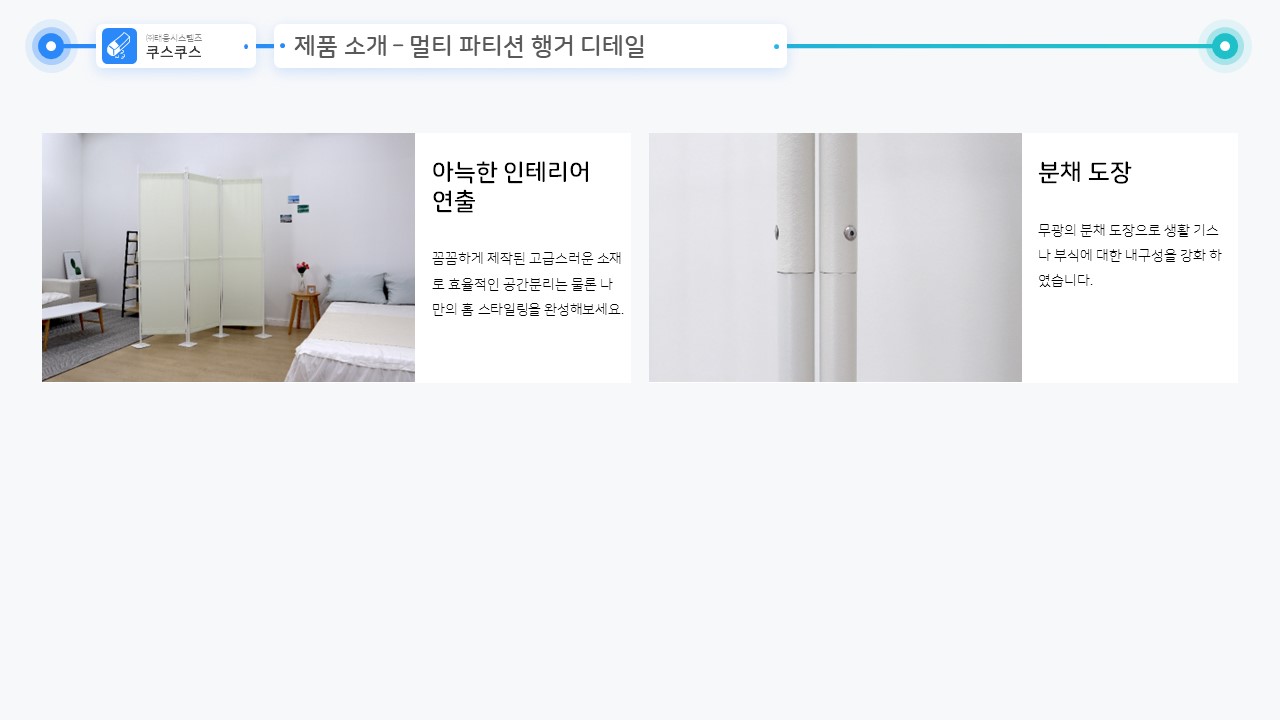 ㈜태웅시스템즈
쿠스쿠스
제품 소개 – 멀티 파티션 행거 디테일
아늑한 인테리어
연출
꼼꼼하게 제작된 고급스러운 소재
로 효율적인 공간분리는 물론 나
만의 홈 스타일링을 완성해보세요.
분채 도장
무광의 분채 도장으로 생활 기스
나 부식에 대한 내구성을 강화 하
였습니다.